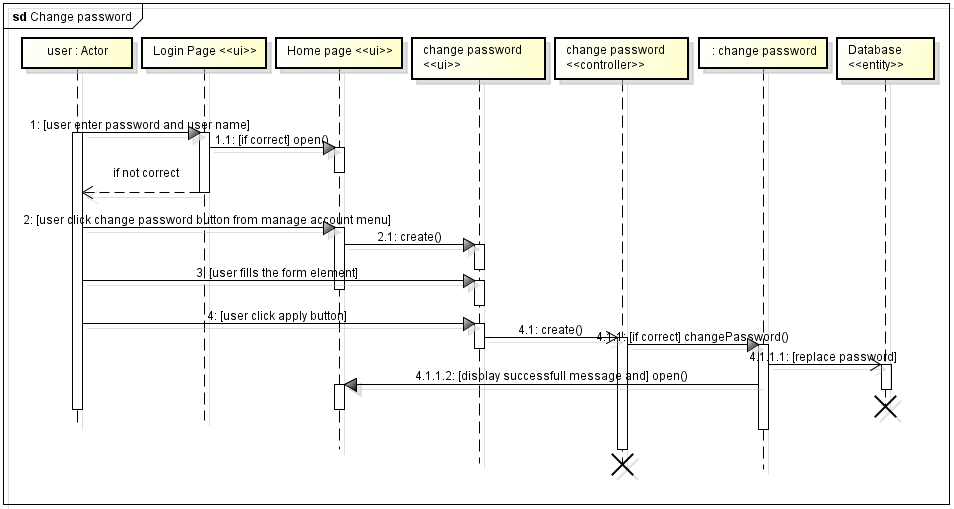 sd Change password
user : Actor
Login Page <<ui>>
Home page <<ui>>
change password
<<ui>>
change password
<<controller>>
: change password
Database
<<entity>>
1: [user enter password and user name]
1.1: [if correct] open()
if not correct
2: [user click change password button from manage account menu]
2.1: create()
3: [user fills the form element]
4: [user click apply button]
4.1: create()
4.1.1: [if correct] changePassword()
4.1.1.1: [replace password]
4.1.1.2: [display successfull message and] open()